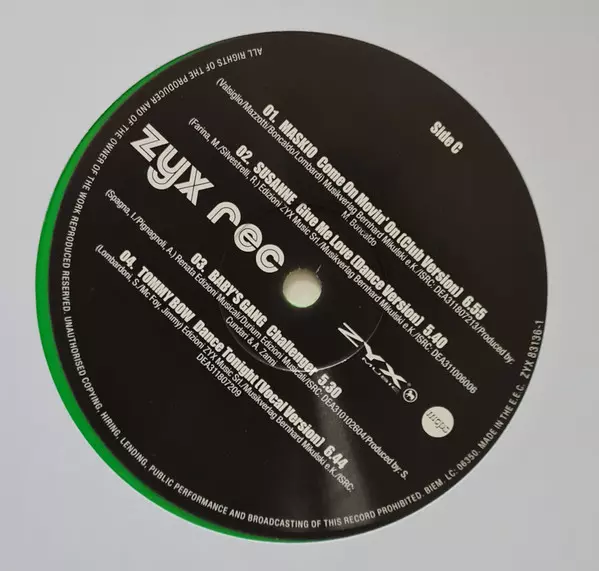 Side C
01. MASKIO Come On Movin' On (Club Version) 6.55
(Valsiglio/Mazzotti/Boncaldo/Lombardi) Musikverlag Bernhard Mikulski e.K./ISRC: DEA311607213/Produced by:
M. Boncaldo
02. SUSANNE Give Me Love (Dance Version) 5.40
(Farina, M./Silvestrelli, R.) Edizioni ZYX Music Srl./Musikverlag Bernhard Mikulski e.K./ISRC: DEA311006006
zyx rec
03. BABY'S GANG Challenger 5.30
(Spagna, I./Pignagnoli, A.) Renata Edizioni Musicali/Durium Edizioni Musicali/ISRC: DEA310102604/Produced by: S.
Cundari & A. Zanni
04. TOMMY BOW Dance Tonight (Vocal Version) 6.44
(Lombardoni, S./Mc Foy, Jimmy) Edizioni ZYX Music Srl./Musikverlag Bernhard Mikulski e.K./ISRC:
DEA311607209
ZYX
MUSIC
ALL RIGHTS OF THE PRODUCER AND OF THE OWNER OF THE WORK REPRODUCED RESERVED. UNAUTHORISED COPYING, HIRING, LENDING, PUBLIC PERFORMANCE AND BROADCASTING OF THIS RECORD PROHIBITED. BIEM. LC: 06350. MADE IN THE E.E.C. ZYX 83136-1